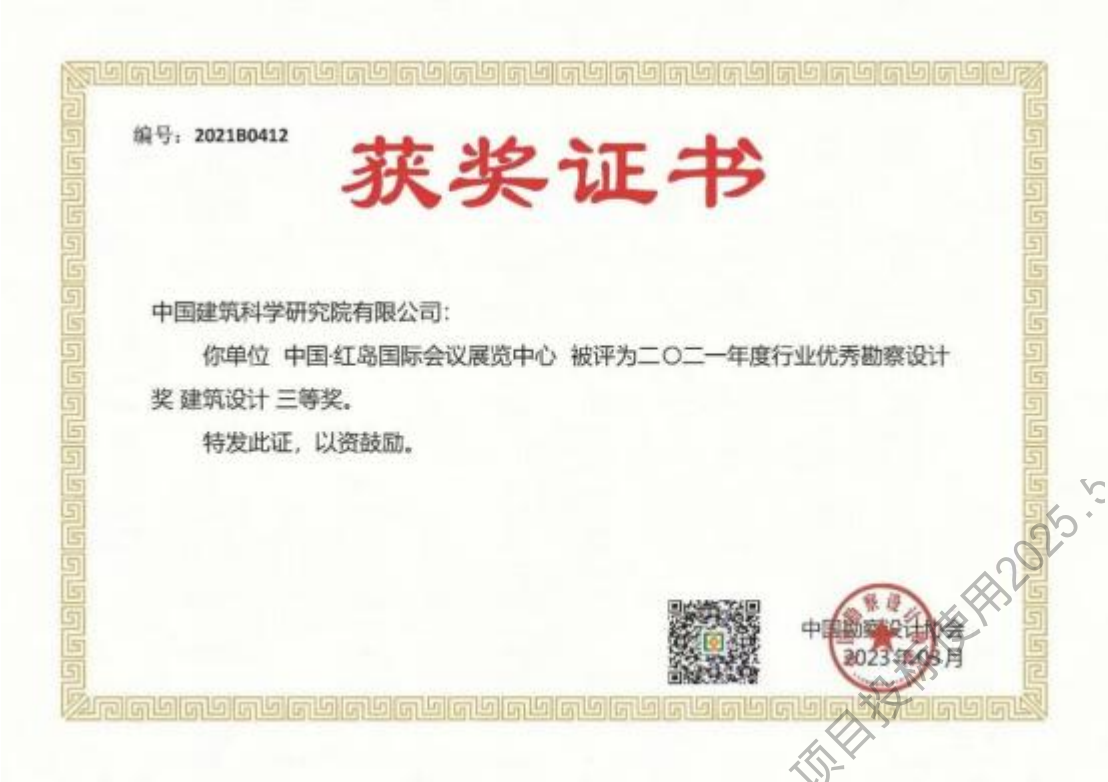 编号：2021B0412
获奖证书
中国建筑科学研究院有限公司：
你单位 中国·红岛国际会议展览中心 被评为二〇二一年度行业优秀勘察设计
奖 建筑设计 三等奖。
特发此证，以资鼓励。
中国勘察设计协会
2023年03月
项目投标使用2025.5